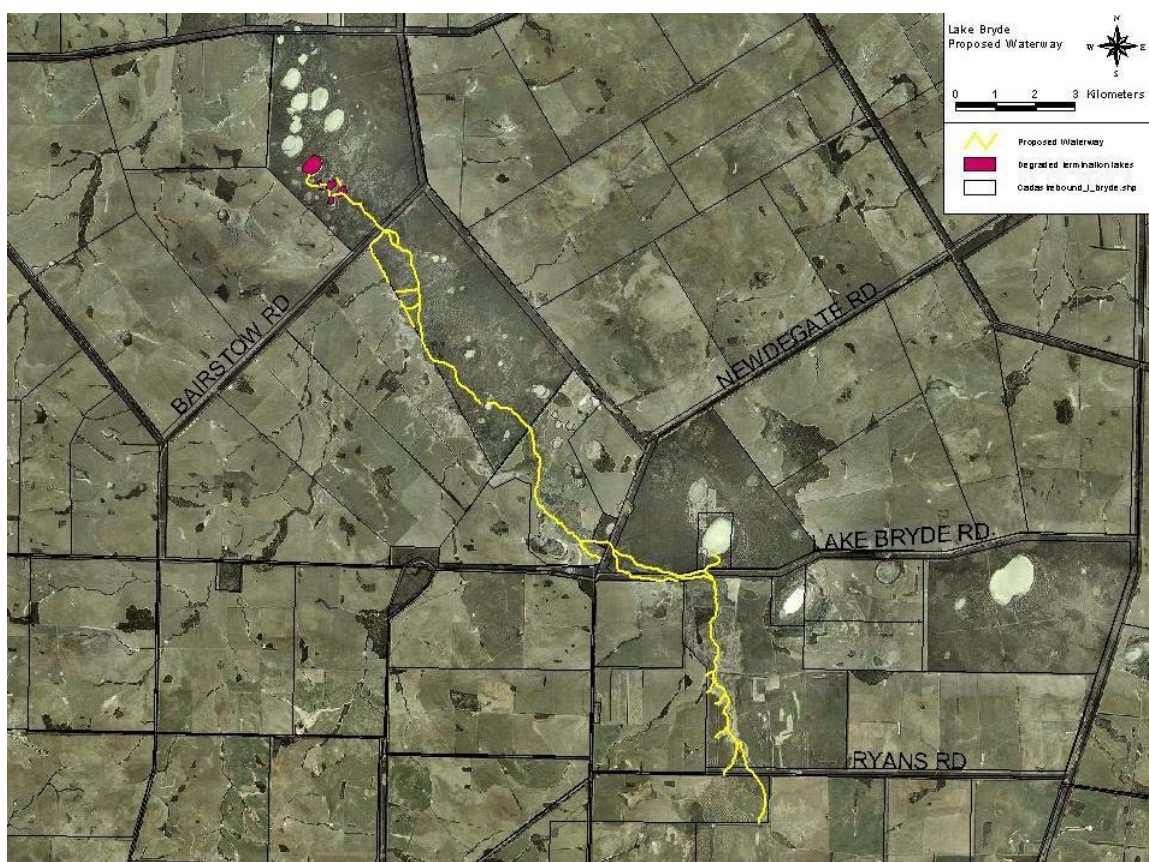 Lake Bryde
Proposed Waterway
N
W
E
S
0 1 2 3 Kilometers
Proposed Waterway
Degraded termination lakes
BAIRSTOW RD
NEWDEGATE RD
LAKE BRYDE RD.
RYANS RD